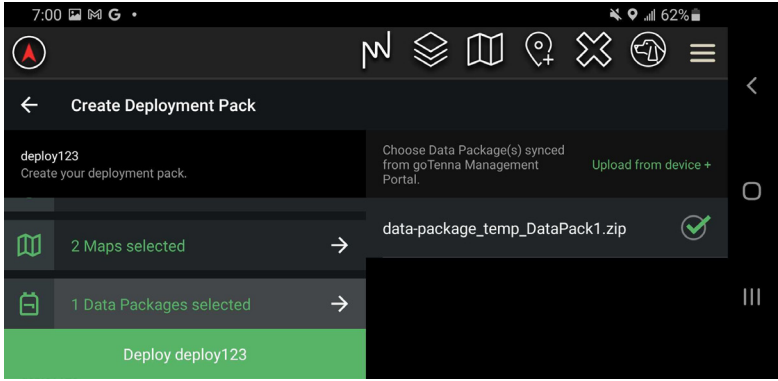 7:00
62%
Create Deployment Pack
deploy123
Create your deployment pack.
2 Maps selected
1 Data Packages selected
Deploy deploy123
Choose Data Package(s) synced
from goTenna Management
Portal.
Upload from device +
data-package_temp_DataPack1.zip